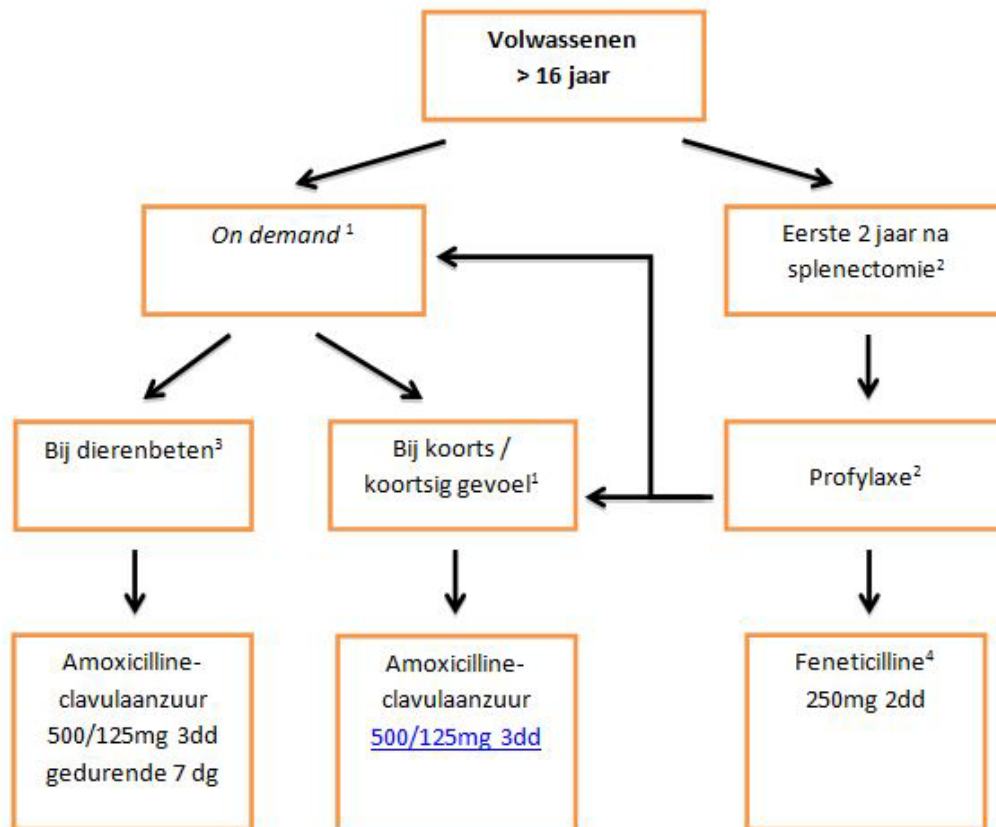 Volwassenen
> 16 jaar
On demand ¹
Eerste 2 jaar na
splenectomie²
Bij dierenbeten³
Bij koorts /
koortsig gevoel¹
Profylaxe²
Amoxicilline-
clavulaanzuur
500/125mg 3dd
gedurende 7 dg
Amoxicilline-
clavulaanzuur
500/125mg 3dd
Feneticilline⁴
250mg 2dd